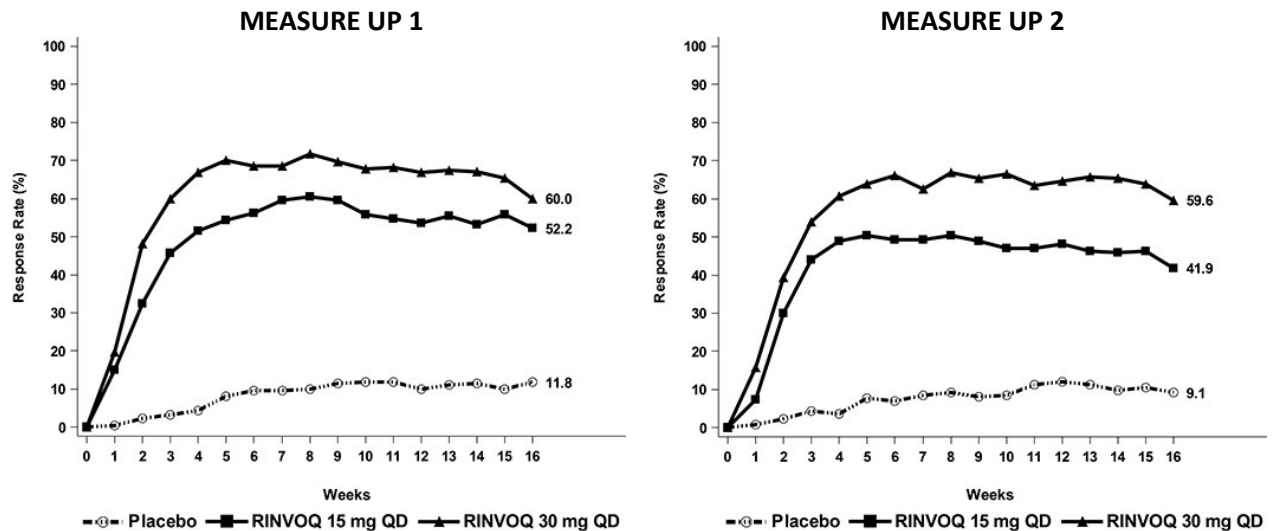 MEASURE UP 1
100
90
80
70
60
50
40
30
20
10
0
Response Rate (%)
60.0
52.2
11.8
0 1 2 3 4 5 6 7 8 9 10 11 12 13 14 15 16
Weeks
Placebo RINVOQ 15 mg QD RINVOQ 30 mg QD
MEASURE UP 2
100
90
80
70
60
50
40
30
20
10
0
Response Rate (%)
59.6
41.9
9.1
0 1 2 3 4 5 6 7 8 9 10 11 12 13 14 15 16
Weeks
Placebo RINVOQ 15 mg QD RINVOQ 30 mg QD